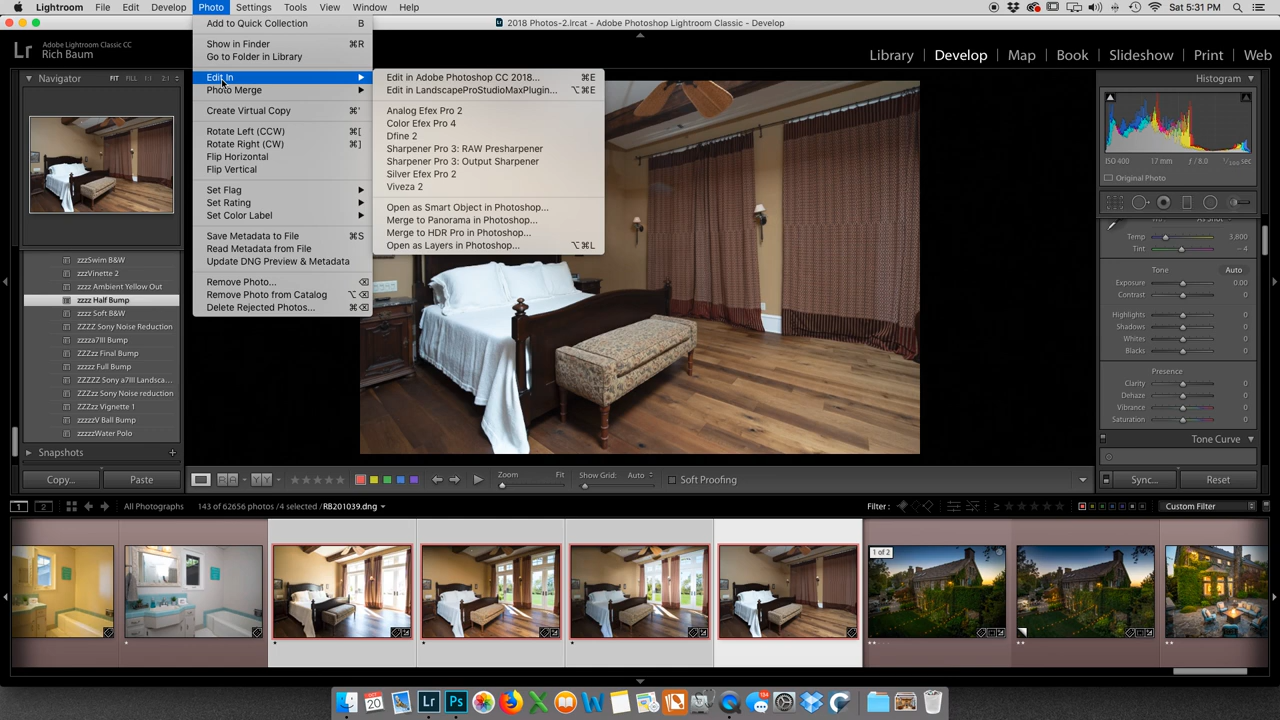 Lightroom File Edit Develop Photo Settings Tools View Window Help Sat 5:31 PM
2018 Photos-2.lrcat - Adobe Photoshop Lightroom Classic - Develop
Lr Adobe Lightroom Classic CC
Rich Baum
Library Develop Map Book Slideshow Print Web
Navigator FIT FILL 1:1 2:1
zzzSwim B&W
zzzVinette 2
zzzz Ambient Yellow Out
zzzz Half Bump
zzzz Soft B&W
ZZZZ Sony Noise Reduction
zzzza7III Bump
ZZZzz Final Bump
zzzzz Full Bump
ZZZZZ Sony a7III Landsca...
ZZZzz Sony Noise reduction
ZZZzz Vignette 1
zzzzzV Ball Bump
zzzzzWater Polo
Snapshots +
Copy... Paste
Add to Quick Collection B
Show in Finder ⌘R
Go to Folder in Library
Edit In
Photo Merge
Create Virtual Copy ⌘'
Rotate Left (CCW) ⌘[
Rotate Right (CW) ⌘]
Flip Horizontal
Flip Vertical
Set Flag
Set Rating
Set Color Label
Save Metadata to File ⌘S
Read Metadata from File
Update DNG Preview & Metadata
Remove Photo... ⌫
Remove Photo from Catalog ⌥⌫
Delete Rejected Photos... ⌘⌫
Edit in Adobe Photoshop CC 2018... ⌘E
Edit in LandscapeProStudioMaxPlugin... ⌥⌘E
Analog Efex Pro 2
Color Efex Pro 4
Dfine 2
Sharpener Pro 3: RAW Presharpener
Sharpener Pro 3: Output Sharpener
Silver Efex Pro 2
Viveza 2
Open as Smart Object in Photoshop...
Merge to Panorama in Photoshop...
Merge to HDR Pro in Photoshop...
Open as Layers in Photoshop... ⌥⌘L
Histogram
ISO 400 17 mm ƒ / 8.0
Original Photo
Temp 3,800
Tint – 4
Tone Auto
Exposure 0.00
Contrast 0
Highlights 0
Shadows 0
Whites 0
Blacks 0
Presence
Clarity 0
Dehaze 0
Vibrance 0
Saturation 0
Tone Curve
Sync... Reset
Zoom Fit Show Grid: Auto Soft Proofing
1 2 All Photographs 143 of 62656 photos /4 selected /RB201039.dng Filter : Custom Filter
1 of 2
OCT
20
Lr Ps X W 134